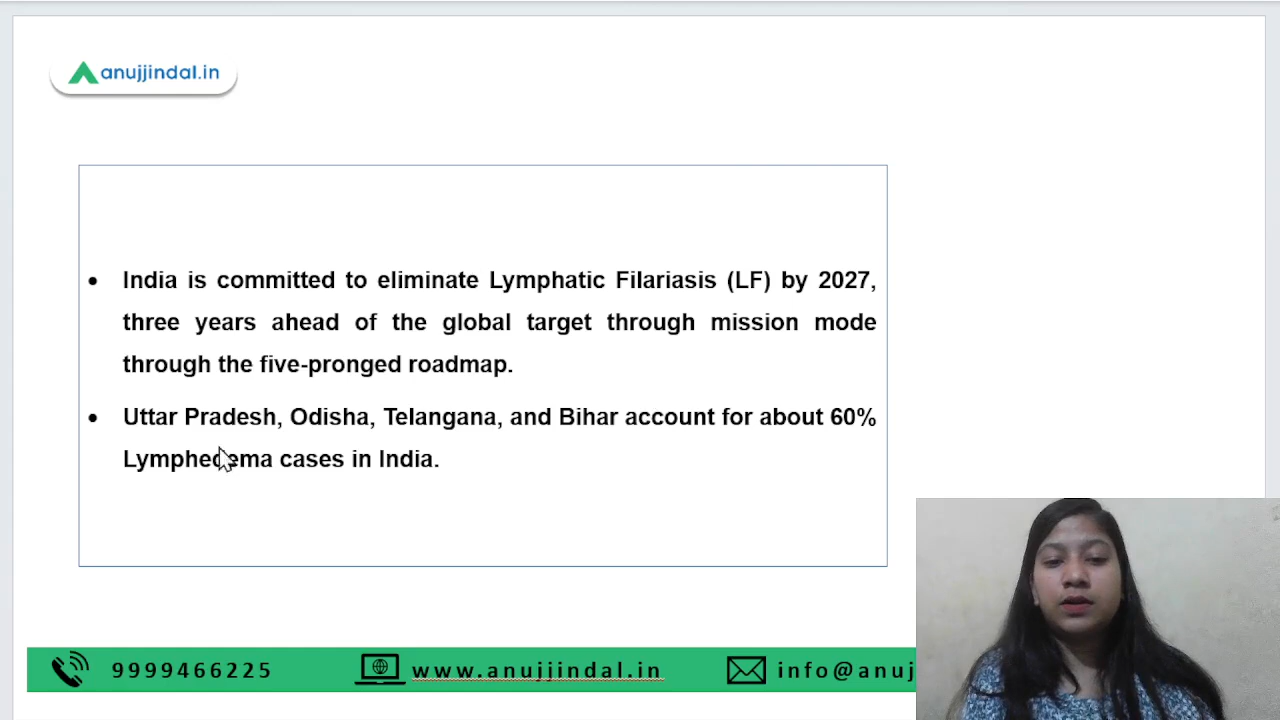 anujjindal.in
• India is committed to eliminate Lymphatic Filariasis (LF) by 2027,
three years ahead of the global target through mission mode
through the five-pronged roadmap.
• Uttar Pradesh, Odisha, Telangana, and Bihar account for about 60%
Lymphedema cases in India.
9999466225 www.anujjindal.in info@anuj